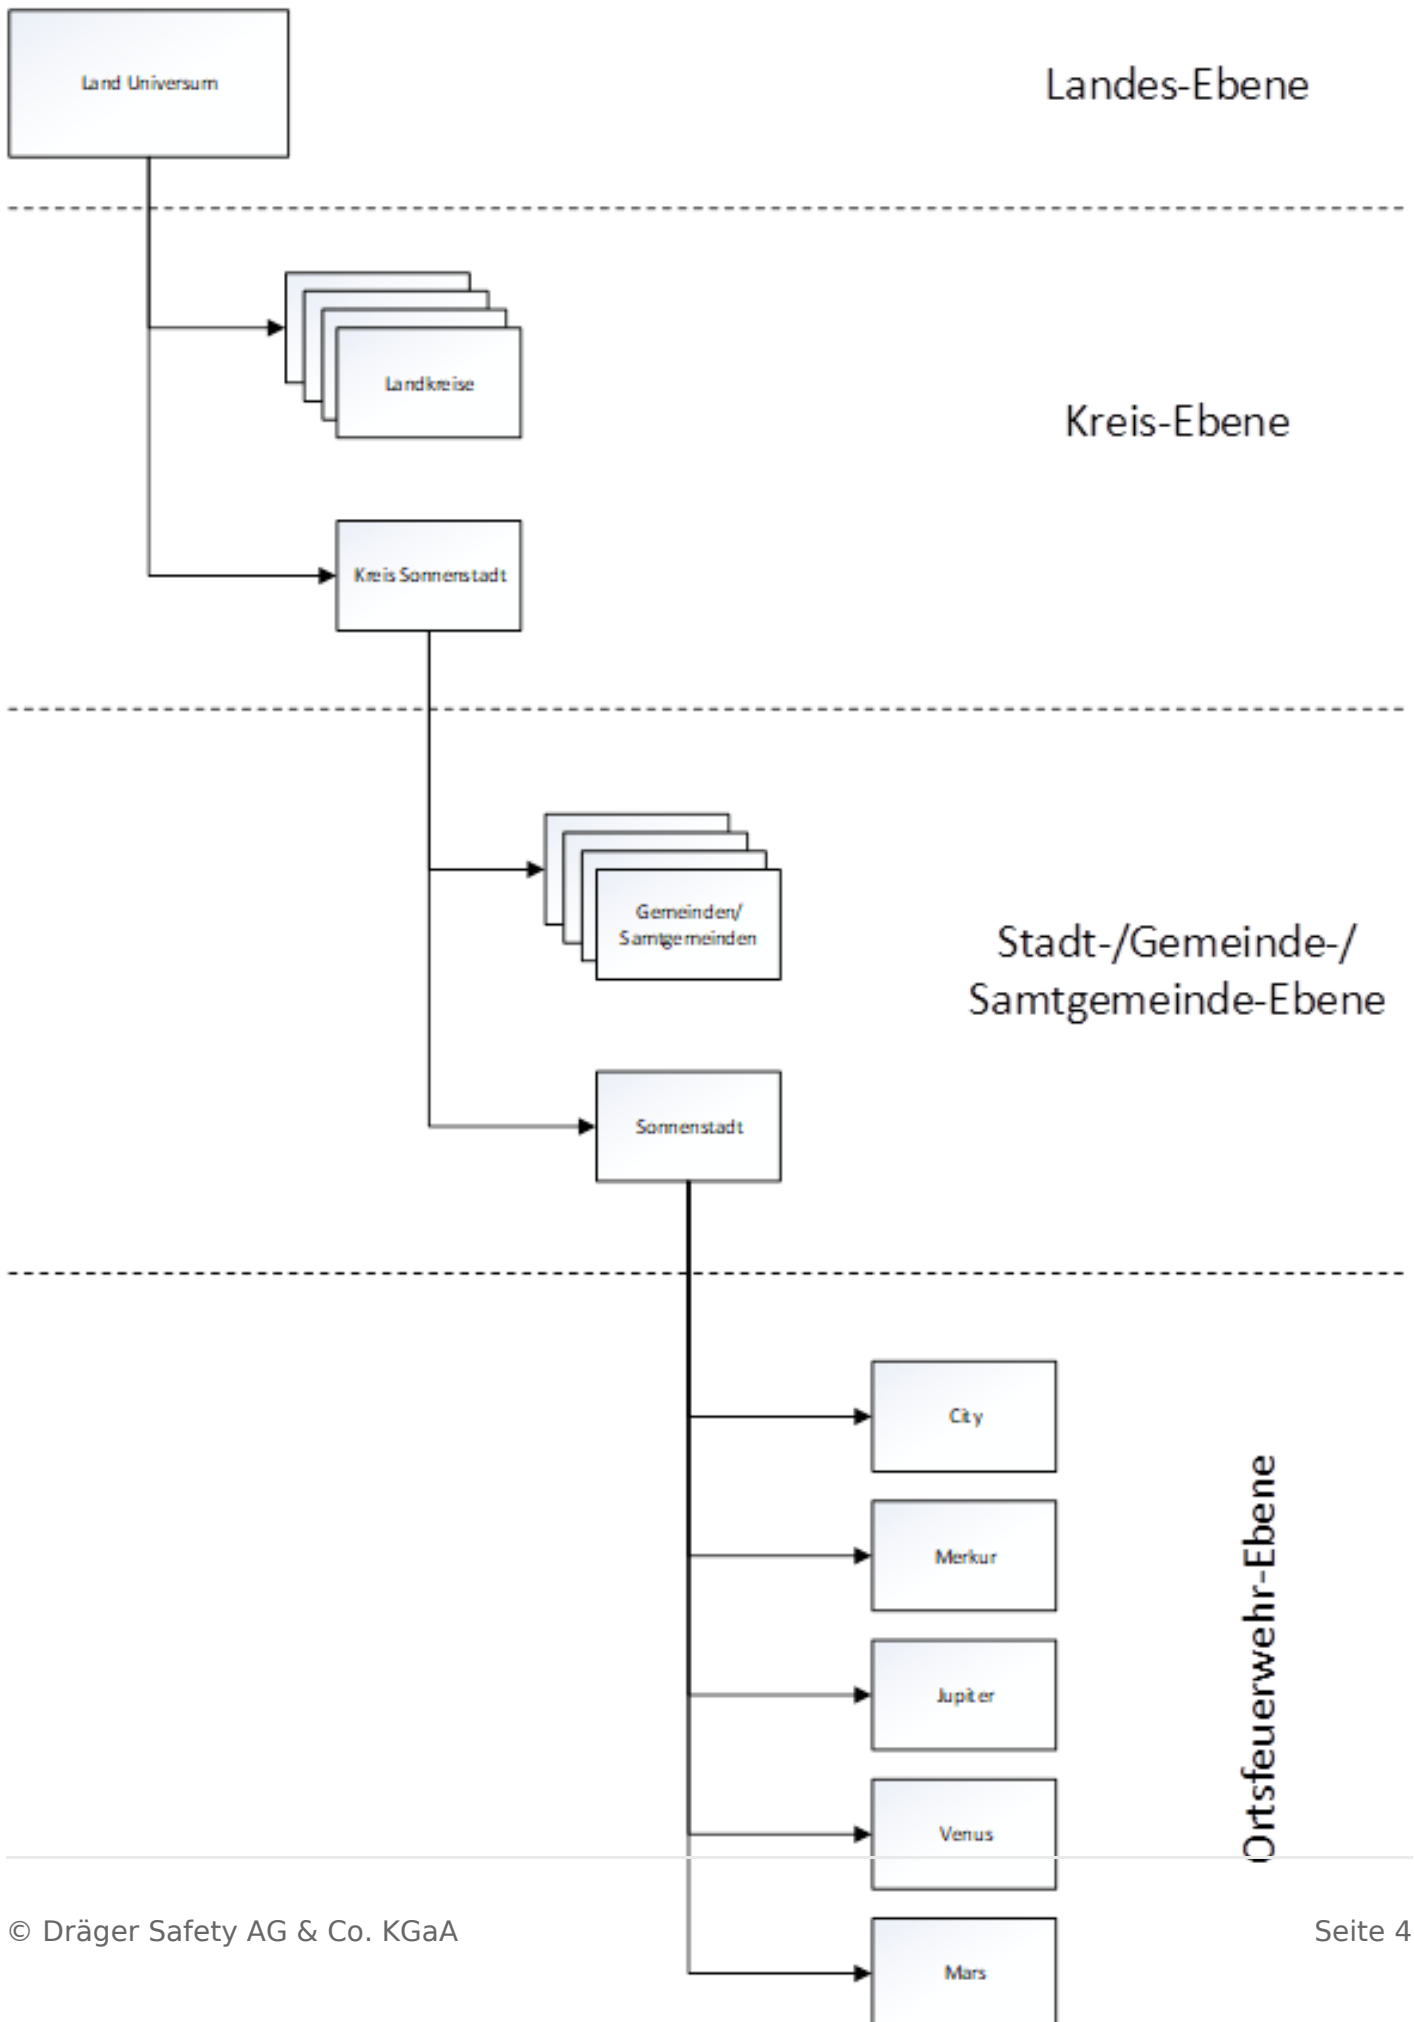 Land Universum
Landes-Ebene
Landkreise
Kreis-Ebene
Kreis Sonnenstadt
Gemeinden/
Samtgemeinden
Stadt-/Gemeinde-/
Samtgemeinde-Ebene
Sonnenstadt
City
Merkur
Jupiter
Venus
Ortsfeuerwehr-Ebene
© Dräger Safety AG & Co. KGaA
Seite 4
Mars